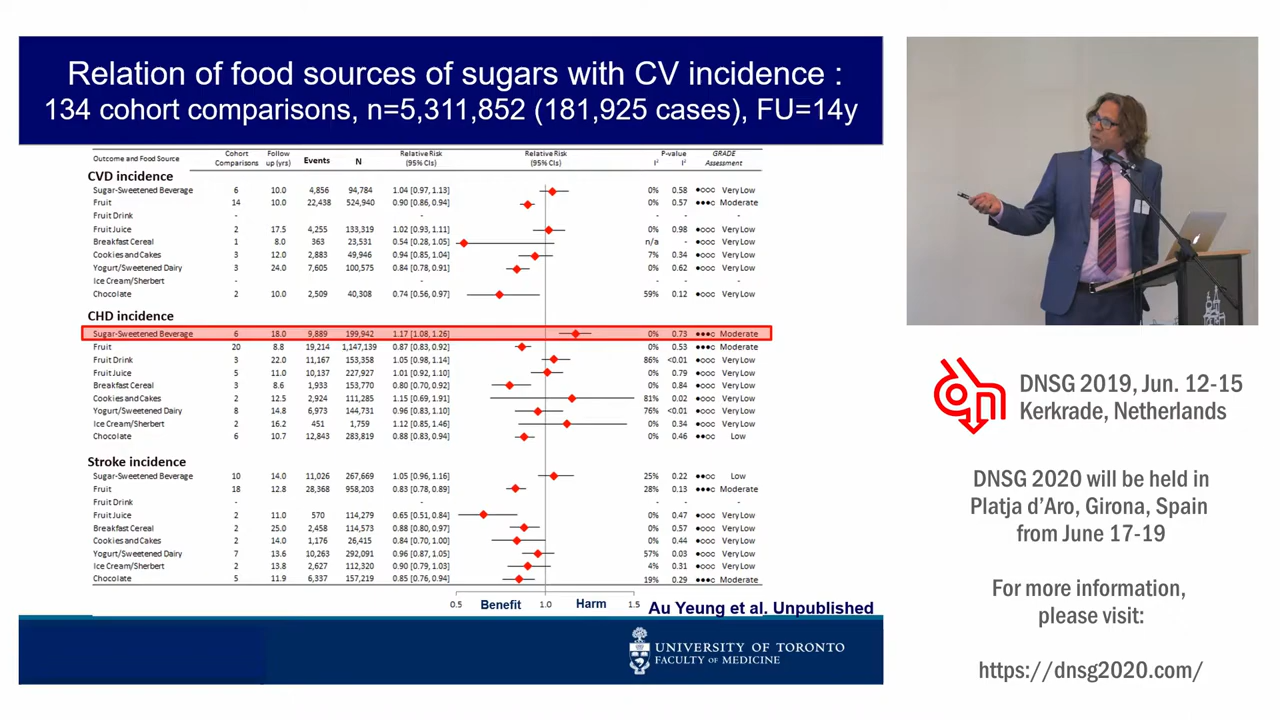 Relation of food sources of sugars with CV incidence :
134 cohort comparisons, n=5,311,852 (181,925 cases), FU=14y
Outcome and Food Source Cohort Comparisons Follow up (yrs) Events N Relative Risk (95% CIs) Relative Risk (95% CIs) I² P-value I² GRADE Assessment
CVD incidence
Sugar-Sweetened Beverage 6 10.0 4,856 94,784 1.04 [0.97, 1.13] 0% 0.58 ●○○○ Very Low
Fruit 14 10.0 22,438 524,940 0.90 [0.86, 0.94] 0% 0.57 ●●●○ Moderate
Fruit Drink - - - -
Fruit Juice 2 17.5 4,255 133,319 1.02 [0.93, 1.11] 0% 0.98 ●○○○ Very Low
Breakfast Cereal 1 8.0 363 23,531 0.54 [0.28, 1.05] n/a - ●○○○ Very Low
Cookies and Cakes 3 12.0 2,883 49,946 0.94 [0.85, 1.04] 7% 0.34 ●○○○ Very Low
Yogurt/Sweetened Dairy 3 24.0 7,605 100,575 0.84 [0.78, 0.91] 0% 0.62 ●○○○ Very Low
Ice Cream/Sherbert - - - -
Chocolate 2 10.0 2,509 40,308 0.74 [0.56, 0.97] 59% 0.12 ●○○○ Very Low
CHD incidence
Sugar-Sweetened Beverage 6 18.0 9,889 199,942 1.17 [1.08, 1.26] 0% 0.73 ●●●○ Moderate
Fruit 20 8.8 19,214 1,147,139 0.87 [0.83, 0.92] 0% 0.53 ●●●○ Moderate
Fruit Drink 3 22.0 11,167 153,358 1.05 [0.98, 1.14] 86% <0.01 ●○○○ Very Low
Fruit Juice 5 11.0 10,137 227,927 1.01 [0.92, 1.10] 0% 0.79 ●○○○ Very Low
Breakfast Cereal 3 8.6 1,933 153,770 0.80 [0.70, 0.92] 0% 0.84 ●○○○ Very Low
Cookies and Cakes 2 12.5 2,924 111,285 1.15 [0.69, 1.91] 81% 0.02 ●○○○ Very Low
Yogurt/Sweetened Dairy 8 14.8 6,973 144,731 0.96 [0.83, 1.10] 76% <0.01 ●○○○ Very Low
Ice Cream/Sherbert 2 16.2 451 1,759 1.12 [0.85, 1.46] 0% 0.34 ●○○○ Very Low
Chocolate 6 10.7 12,843 283,819 0.88 [0.83, 0.94] 0% 0.46 ●●○○ Low
Stroke incidence
Sugar-Sweetened Beverage 10 14.0 11,026 267,669 1.05 [0.96, 1.16] 25% 0.22 ●●○○ Low
Fruit 18 12.8 28,368 958,203 0.83 [0.78, 0.89] 28% 0.13 ●●●○ Moderate
Fruit Drink - - - -
Fruit Juice 2 11.0 570 114,279 0.65 [0.51, 0.84] 0% 0.47 ●○○○ Very Low
Breakfast Cereal 2 25.0 2,458 114,573 0.88 [0.80, 0.97] 0% 0.57 ●○○○ Very Low
Cookies and Cakes 2 14.0 1,176 26,415 0.84 [0.70, 1.00] 0% 0.44 ●○○○ Very Low
Yogurt/Sweetened Dairy 7 13.6 10,263 292,091 0.96 [0.87, 1.05] 57% 0.03 ●○○○ Very Low
Ice Cream/Sherbert 2 13.8 2,627 112,320 0.90 [0.79, 1.03] 4% 0.31 ●○○○ Very Low
Chocolate 5 11.9 6,337 157,219 0.85 [0.76, 0.94] 19% 0.29 ●●●○ Moderate
0.5 Benefit 1.0 Harm 1.5
Au Yeung et al. Unpublished
UNIVERSITY OF TORONTO
FACULTY OF MEDICINE
DNSG 2019, Jun. 12-15
Kerkrade, Netherlands
DNSG 2020 will be held in
Platja d'Aro, Girona, Spain
from June 17-19
For more information,
please visit:
https://dnsg2020.com/